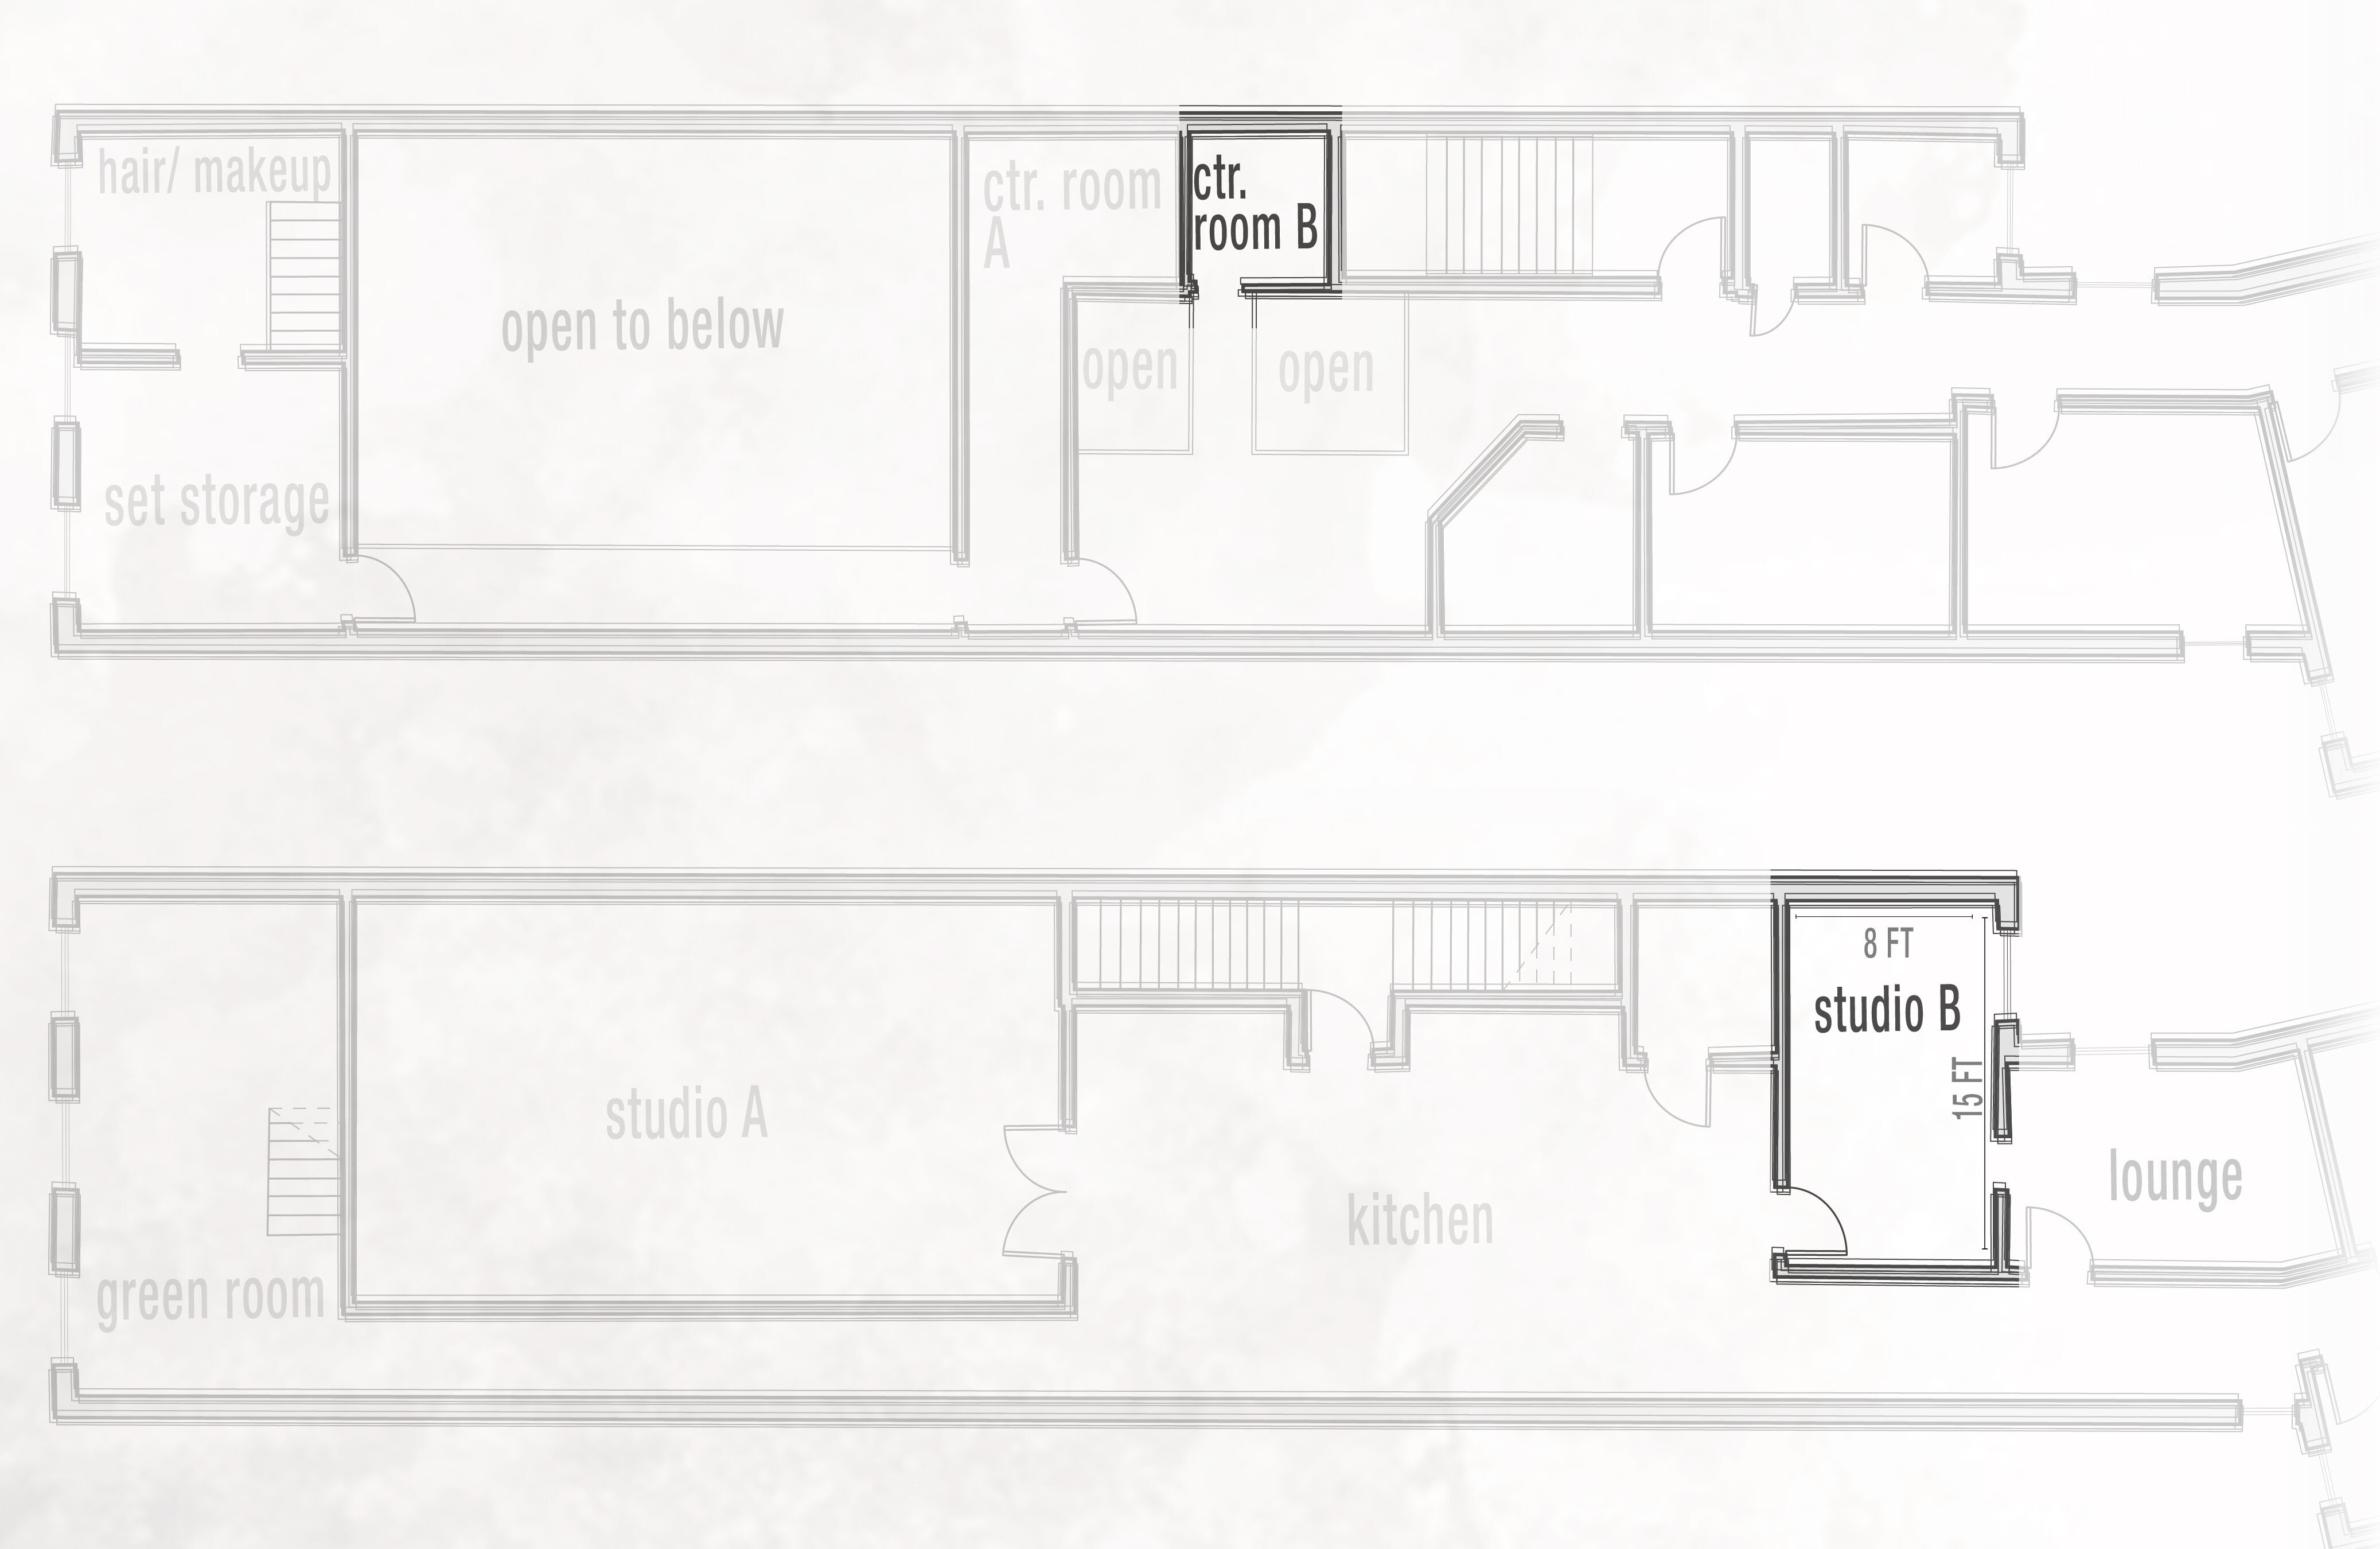 hair/ makeup
ctr. room
A
ctr.
room B
open to below
open
open
set storage
8 FT
studio B
15 FT
studio A
lounge
kitchen
green room